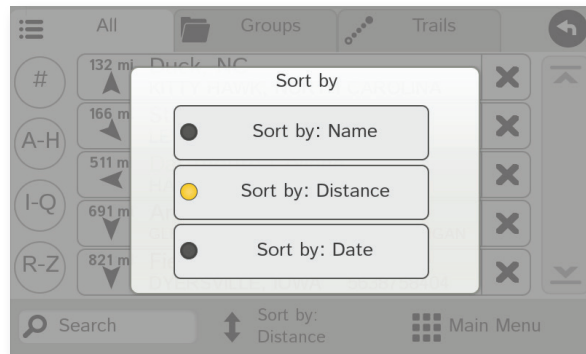 All
Groups
Trails
#
A-H
I-Q
R-Z
132 mi
Duck, NC
166 m
511 m
691 m
821 m
Sort by
Sort by: Name
Sort by: Distance
Sort by: Date
Search
Sort by:
Distance
Main Menu